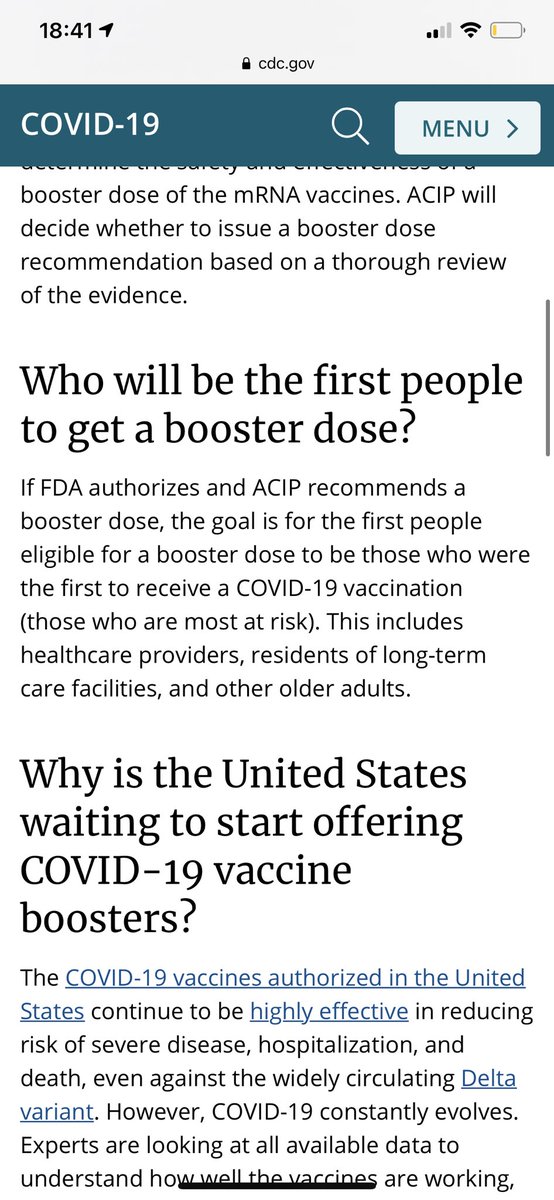 18:41
cdc.gov
COVID-19
MENU
determine the safety and effectiveness of a
booster dose of the mRNA vaccines. ACIP will
decide whether to issue a booster dose
recommendation based on a thorough review
of the evidence.
Who will be the first people
to get a booster dose?
If FDA authorizes and ACIP recommends a
booster dose, the goal is for the first people
eligible for a booster dose to be those who were
the first to receive a COVID-19 vaccination
(those who are most at risk). This includes
healthcare providers, residents of long-term
care facilities, and other older adults.
Why is the United States
waiting to start offering
COVID-19 vaccine
boosters?
The COVID-19 vaccines authorized in the United
States continue to be highly effective in reducing
risk of severe disease, hospitalization, and
death, even against the widely circulating Delta
variant. However, COVID-19 constantly evolves.
Experts are looking at all available data to
understand how well the vaccines are working,